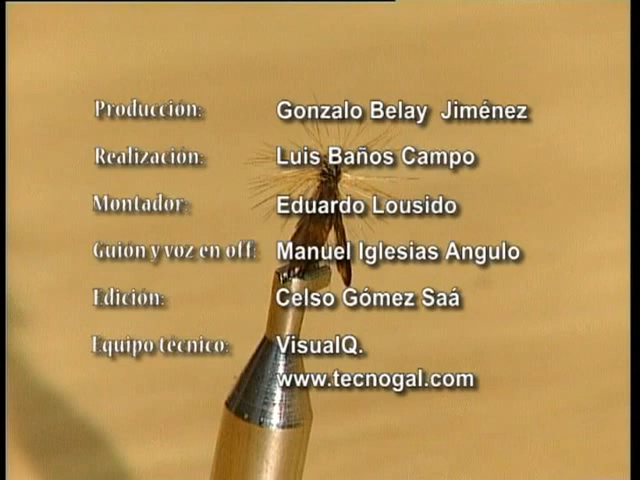 Producción: Gonzalo Belay Jiménez
Realización: Luis Baños Campo
Montador: Eduardo Lousido
Guión y voz en off: Manuel Iglesias Angulo
Edición: Celso Gómez Saá
Equipo técnico: VisualQ.
www.tecnogal.com